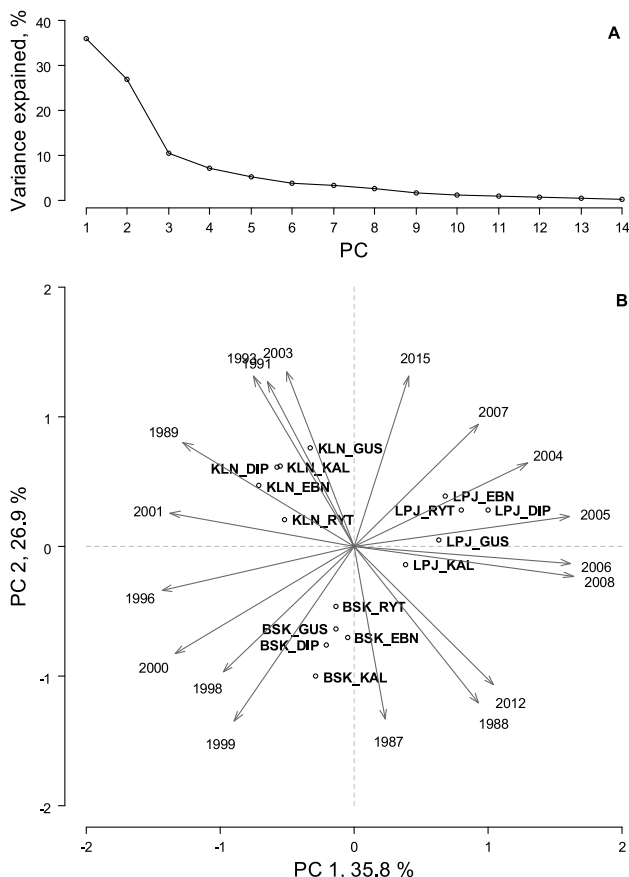 A
Variance expained, %
40
30
20
10
0
1 2 3 4 5 6 7 8 9 10 11 12 13 14
PC
B
2
1
0
-1
-2
PC 2, 26.9 %
2003
1993
1991
2015
2007
1989
KLN_GUS
KLN_DIP
KLN_KAL
2004
KLN_EBN
LPJ_EBN
2001
LPJ_RYT
LPJ_DIP
KLN_RYT
2005
LPJ_GUS
LPJ_KAL
2006
2008
1996
BSK_RYT
BSK_GUS
BSK_EBN
BSK_DIP
2000
1998
BSK_KAL
2012
1988
1999
1987
-2 -1 0 1 2
PC 1, 35.8 %